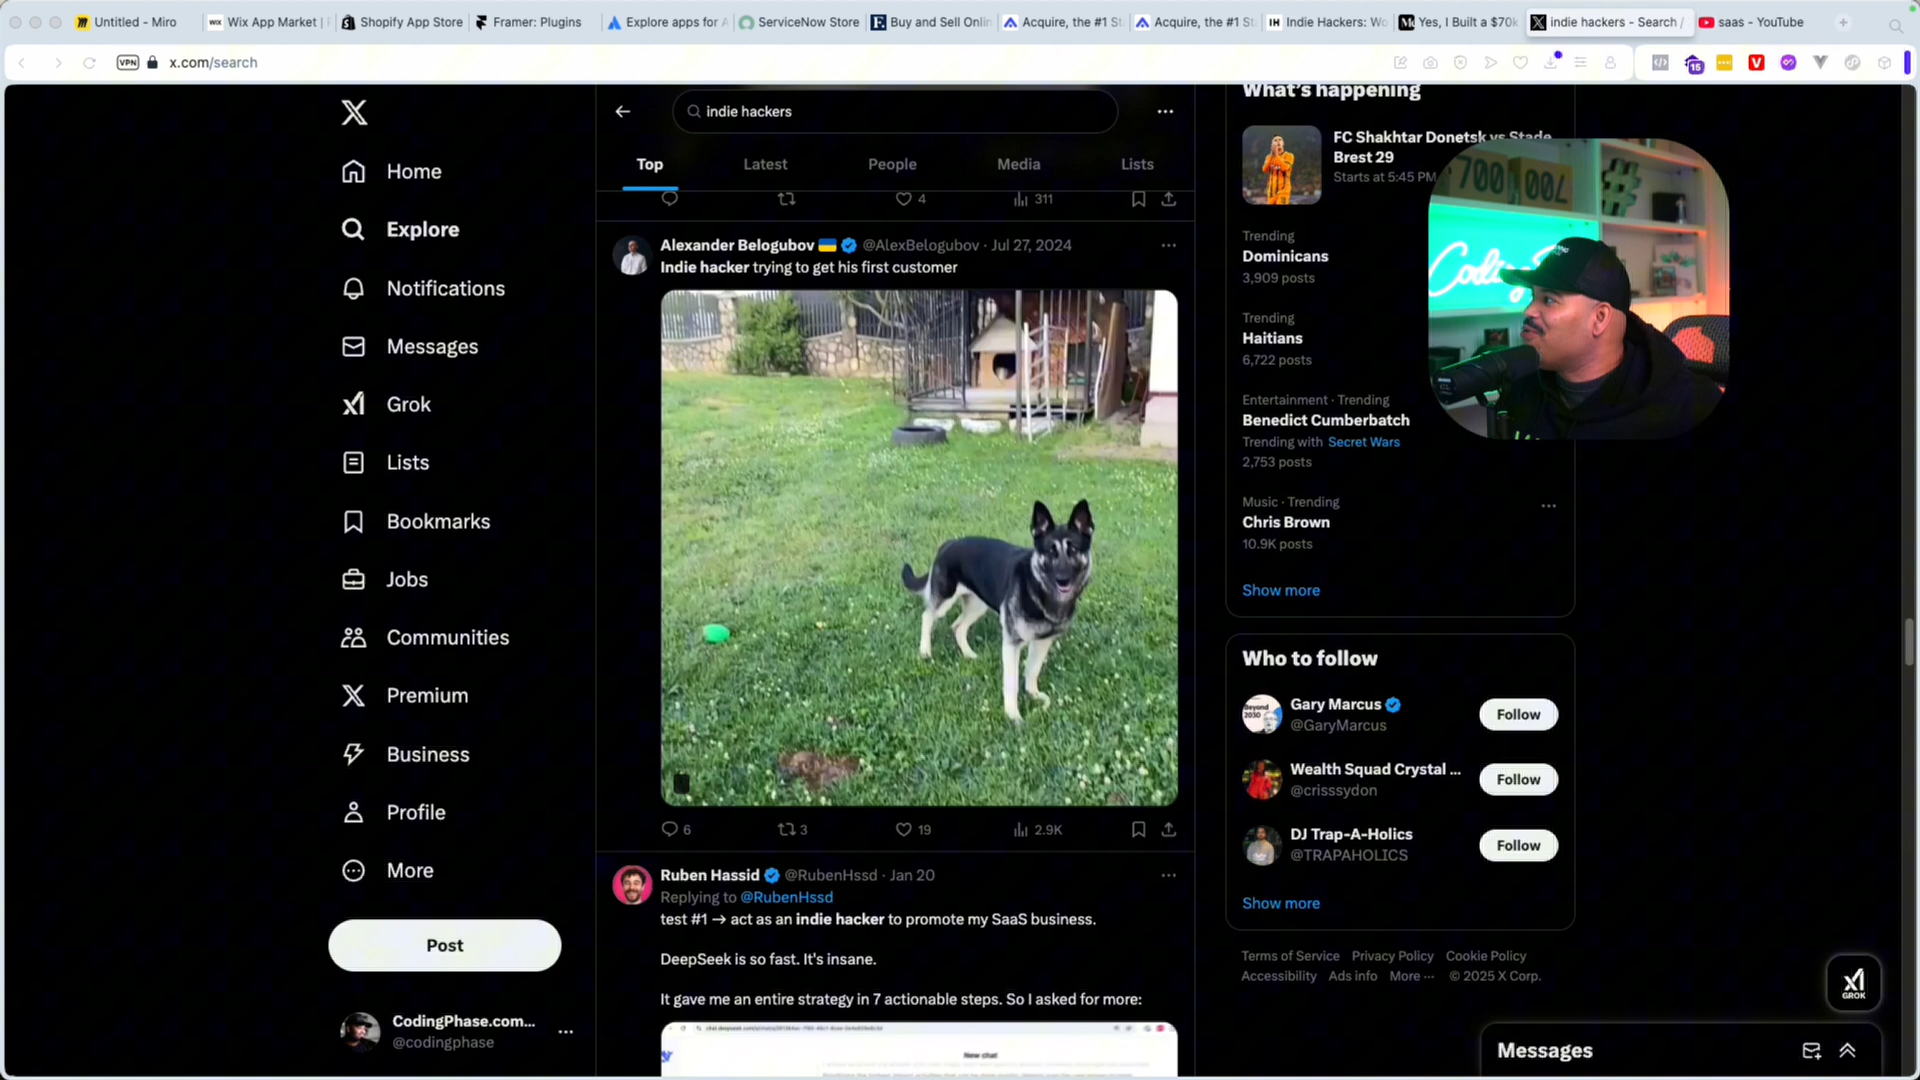 Untitled - Miro
Wix App Market |
Shopify App Store
Framer: Plugins
Explore apps for
ServiceNow Store
Buy and Sell Onlin
Acquire, the #1 St
Acquire, the #1 St
Indie Hackers: Wo
Yes, I Built a $70k
indie hackers - Search /
saas - YouTube
VPN
x.com/search
15
Home
Explore
Notifications
Messages
Grok
Lists
Bookmarks
Jobs
Communities
Premium
Business
Profile
More
Post
CodingPhase.com...
@codingphase
indie hackers
Top
Latest
People
Media
Lists
4
311
Alexander Belogubov 🇺🇦 @AlexBelogubov · Jul 27, 2024
Indie hacker trying to get his first customer
6
3
19
2.9K
Ruben Hassid @RubenHssd · Jan 20
Replying to @RubenHssd
test #1 → act as an indie hacker to promote my SaaS business.
DeepSeek is so fast. It's insane.
It gave me an entire strategy in 7 actionable steps. So I asked for more:
New chat
What's happening
FC Shakhtar Donetsk vs Stade
Brest 29
Starts at 5:45 PM
Trending
Dominicans
3,909 posts
Trending
Haitians
6,722 posts
Entertainment · Trending
Benedict Cumberbatch
Trending with Secret Wars
2,753 posts
Music · Trending
Chris Brown
10.9K posts
Show more
Who to follow
Gary Marcus
@GaryMarcus
Follow
Wealth Squad Crystal ...
@crisssydon
Follow
DJ Trap-A-Holics
@TRAPAHOLICS
Follow
Show more
Terms of Service Privacy Policy Cookie Policy
Accessibility Ads info More ··· © 2025 X Corp.
GROK
Messages